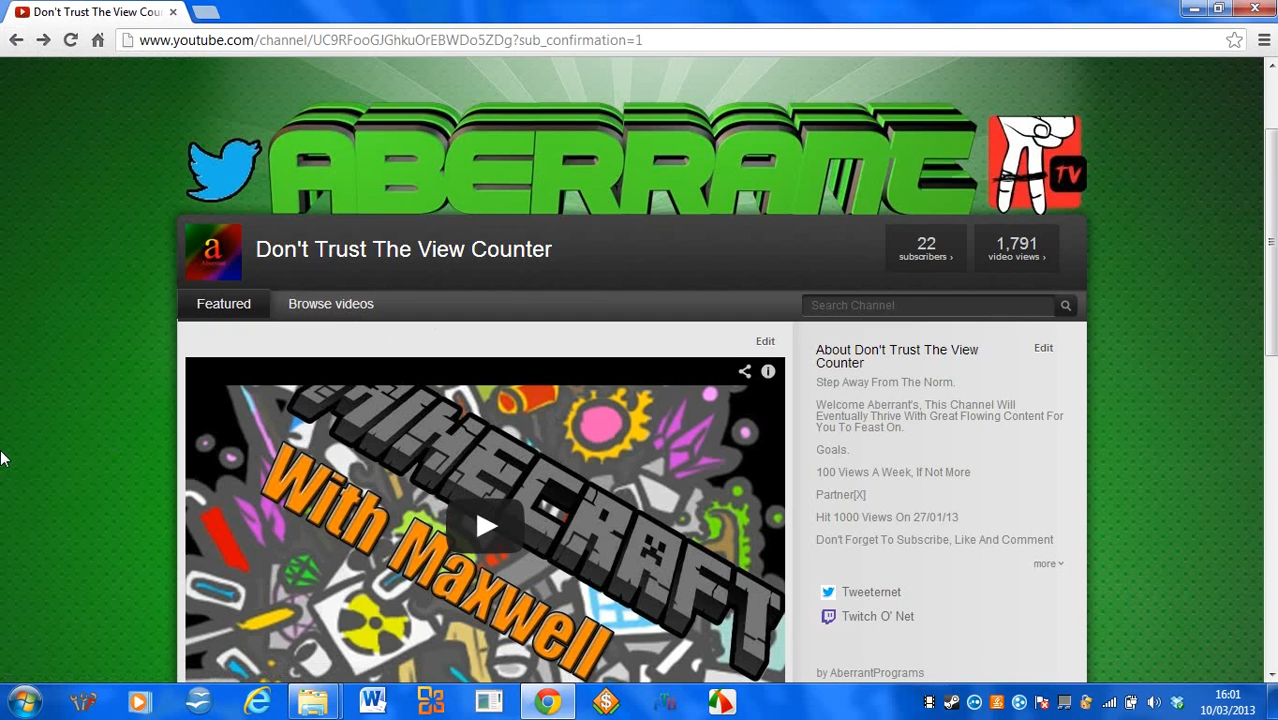 Don't Trust The View Cou
www.youtube.com/channel/UC9RFooGJGhkuOrEBWDo5ZDg?sub_confirmation=1
ABERRANT
TV
a
Don't Trust The View Counter
22
subscribers ›
1,791
video views ›
Featured
Browse videos
Search Channel
Edit
About Don't Trust The View
Counter
Edit
Step Away From The Norm.
Welcome Aberrant's, This Channel Will
Eventually Thrive With Great Flowing Content For
You To Feast On.
Goals.
100 Views A Week, If Not More
Partner[X]
Hit 1000 Views On 27/01/13
Don't Forget To Subscribe, Like And Comment
more
MINECRAFT
With Maxwell
Tweeternet
Twitch O' Net
by AberrantPrograms
16:01
10/03/2013